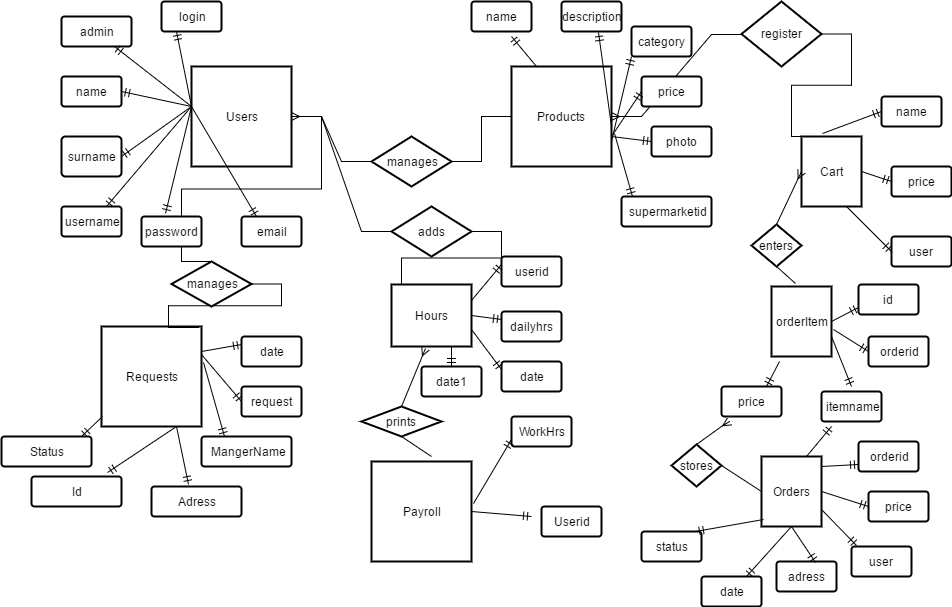 login
name
description
admin
category
register
name
price
name
Users
Products
photo
surname
manages
Cart
price
username
password
email
supermarketid
adds
enters
user
manages
userid
id
Hours
dailyhrs
orderItem
orderid
date
Requests
date
date1
request
price
itemname
prints
WorkHrs
Status
MangerName
orderid
stores
Id
Adress
Orders
price
Payroll
Userid
status
user
adress
date